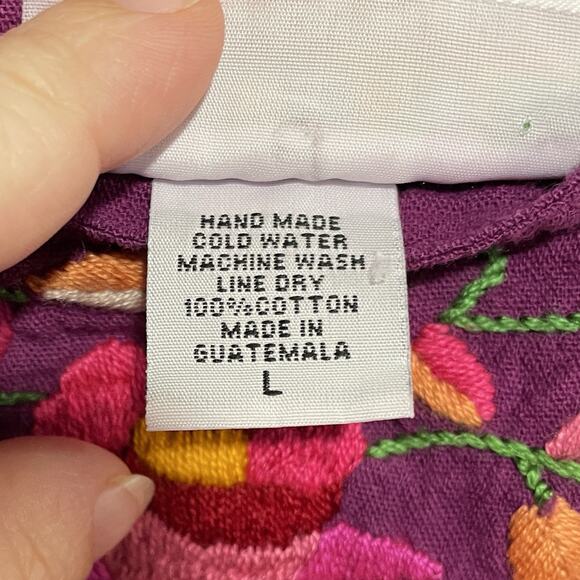 HAND MADE
COLD WATER
MACHINE WASH
LINE DRY
100%COTTON
MADE IN
GUATEMALA
L